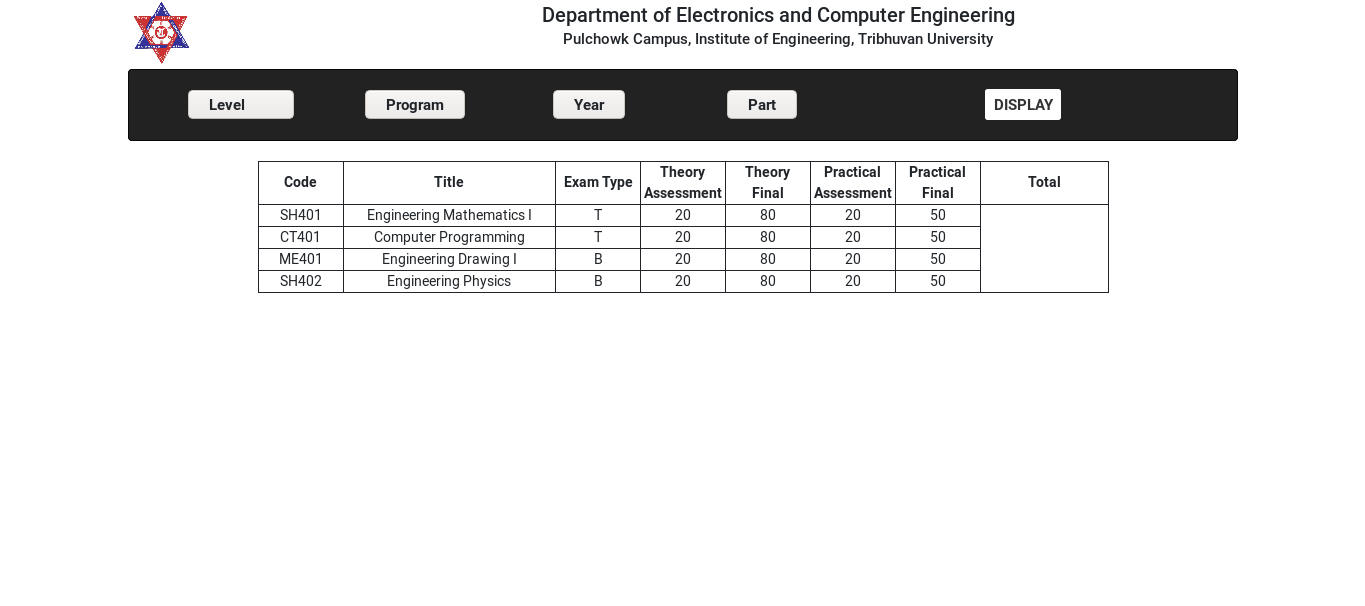 Department of Electronics and Computer Engineering
Pulchowk Campus, Institute of Engineering, Tribhuvan University
Level Program Year Part DISPLAY
Code Title Exam Type Theory Assessment Theory Final Practical Assessment Practical Final Total
SH401 Engineering Mathematics I T 20 80 20 50
CT401 Computer Programming T 20 80 20 50
ME401 Engineering Drawing I B 20 80 20 50
SH402 Engineering Physics B 20 80 20 50